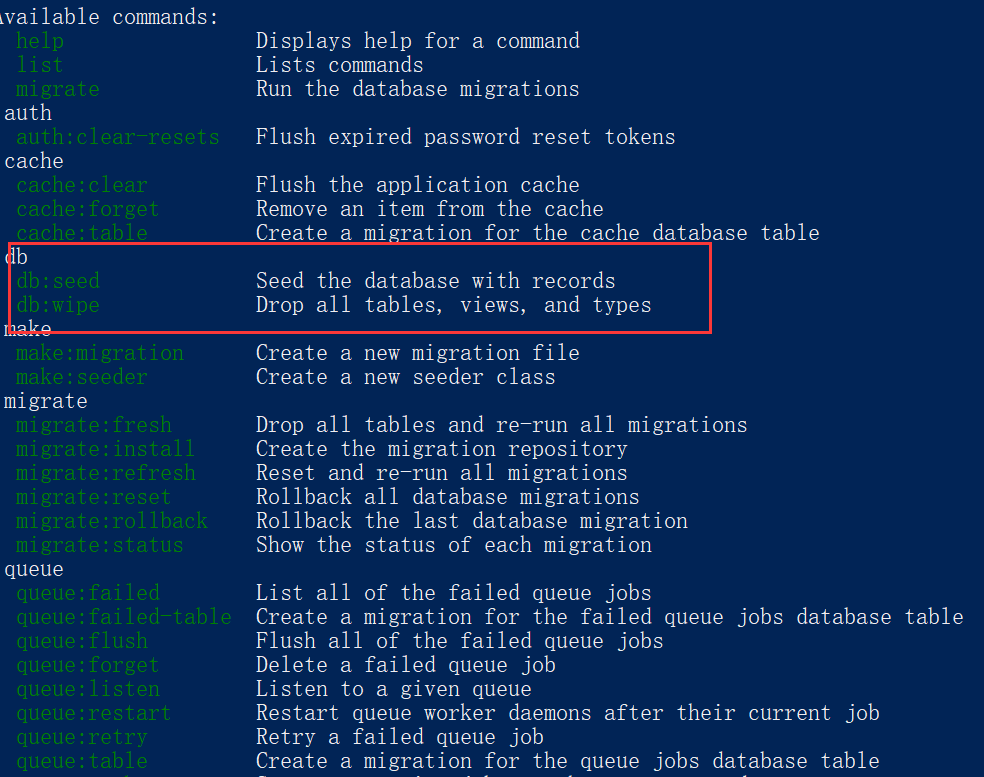 Available commands:
help Displays help for a command
list Lists commands
migrate Run the database migrations
auth
auth:clear-resets Flush expired password reset tokens
cache
cache:clear Flush the application cache
cache:forget Remove an item from the cache
cache:table Create a migration for the cache database table
db
db:seed Seed the database with records
db:wipe Drop all tables, views, and types
make
make:migration Create a new migration file
make:seeder Create a new seeder class
migrate
migrate:fresh Drop all tables and re-run all migrations
migrate:install Create the migration repository
migrate:refresh Reset and re-run all migrations
migrate:reset Rollback all database migrations
migrate:rollback Rollback the last database migration
migrate:status Show the status of each migration
queue
queue:failed List all of the failed queue jobs
queue:failed-table Create a migration for the failed queue jobs database table
queue:flush Flush all of the failed queue jobs
queue:forget Delete a failed queue job
queue:listen Listen to a given queue
queue:restart Restart queue worker daemons after their current job
queue:retry Retry a failed queue job
queue:table Create a migration for the queue jobs database table